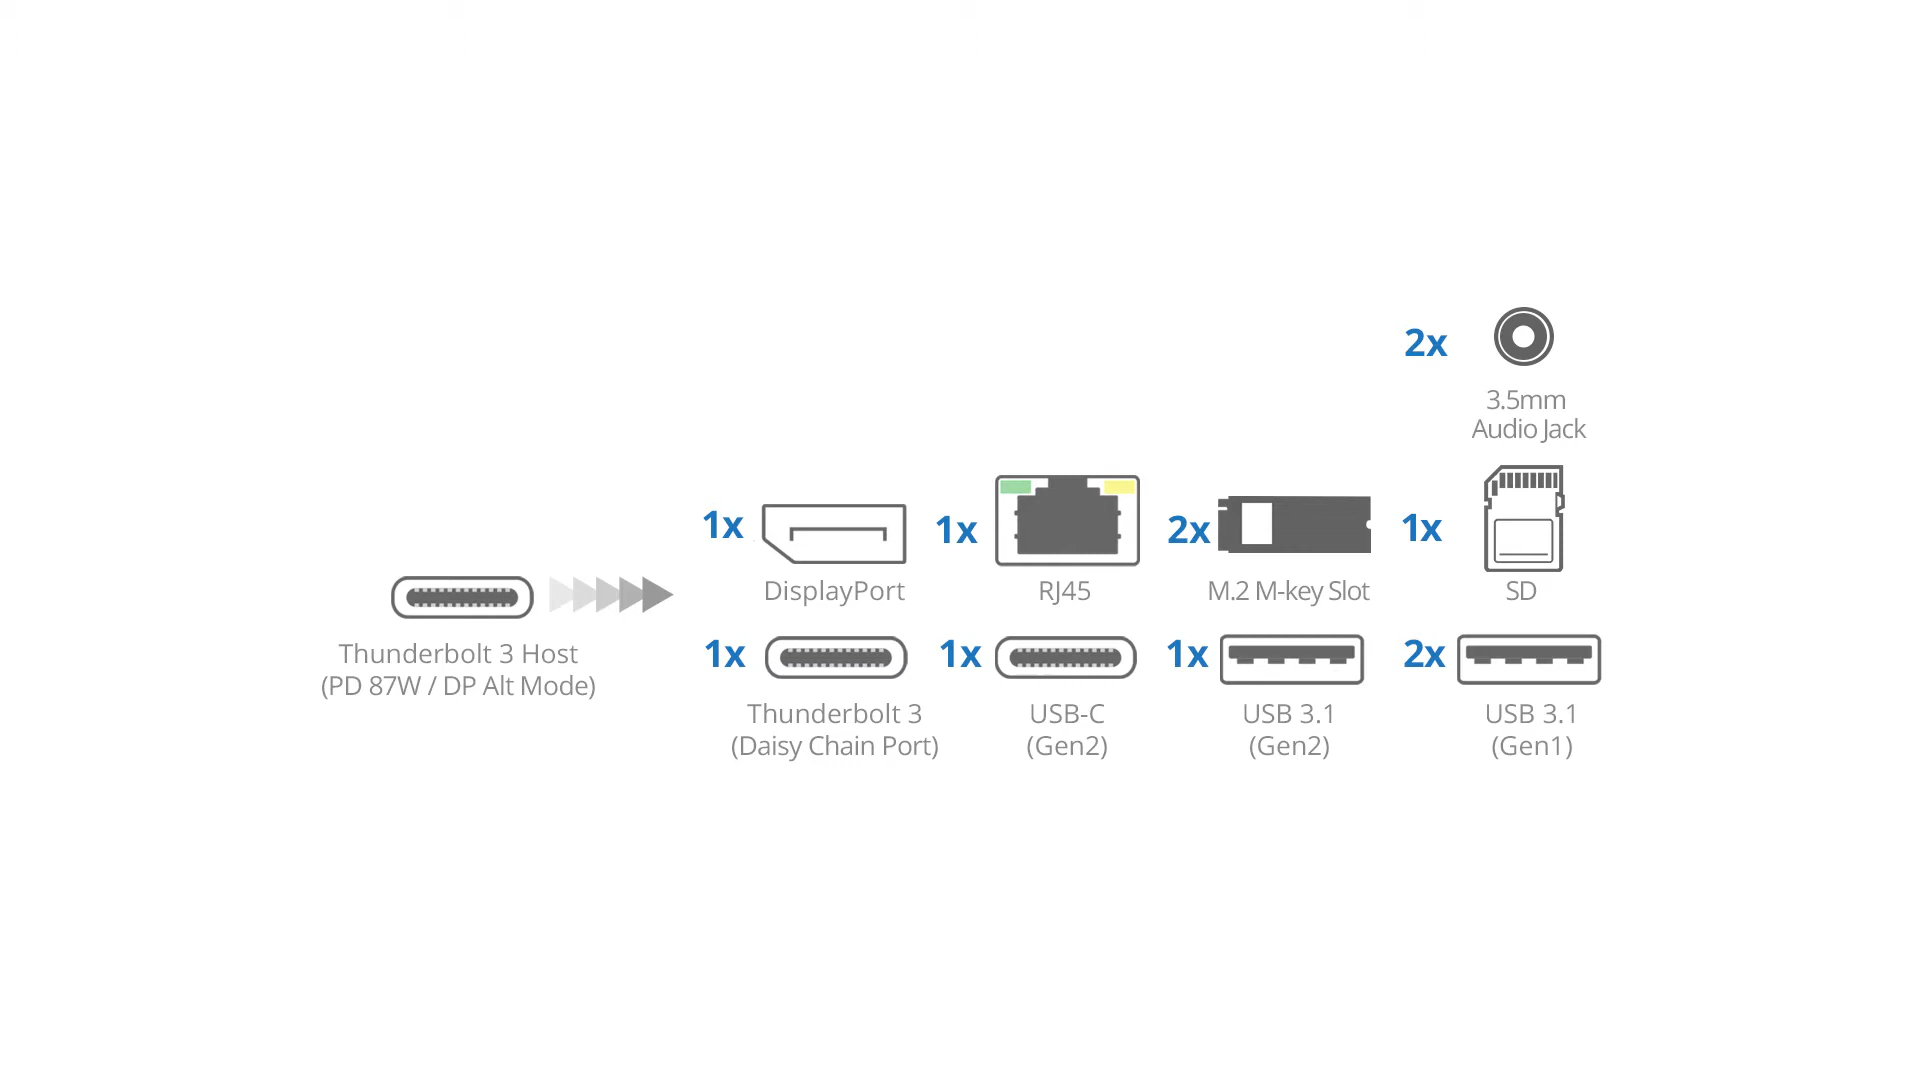 2x
3.5mm
Audio Jack
1x
DisplayPort
1x
RJ45
2x
M.2 M-key Slot
1x
SD
Thunderbolt 3 Host
(PD 87W / DP Alt Mode)
1x
Thunderbolt 3
(Daisy Chain Port)
1x
USB-C
(Gen2)
1x
USB 3.1
(Gen2)
2x
USB 3.1
(Gen1)